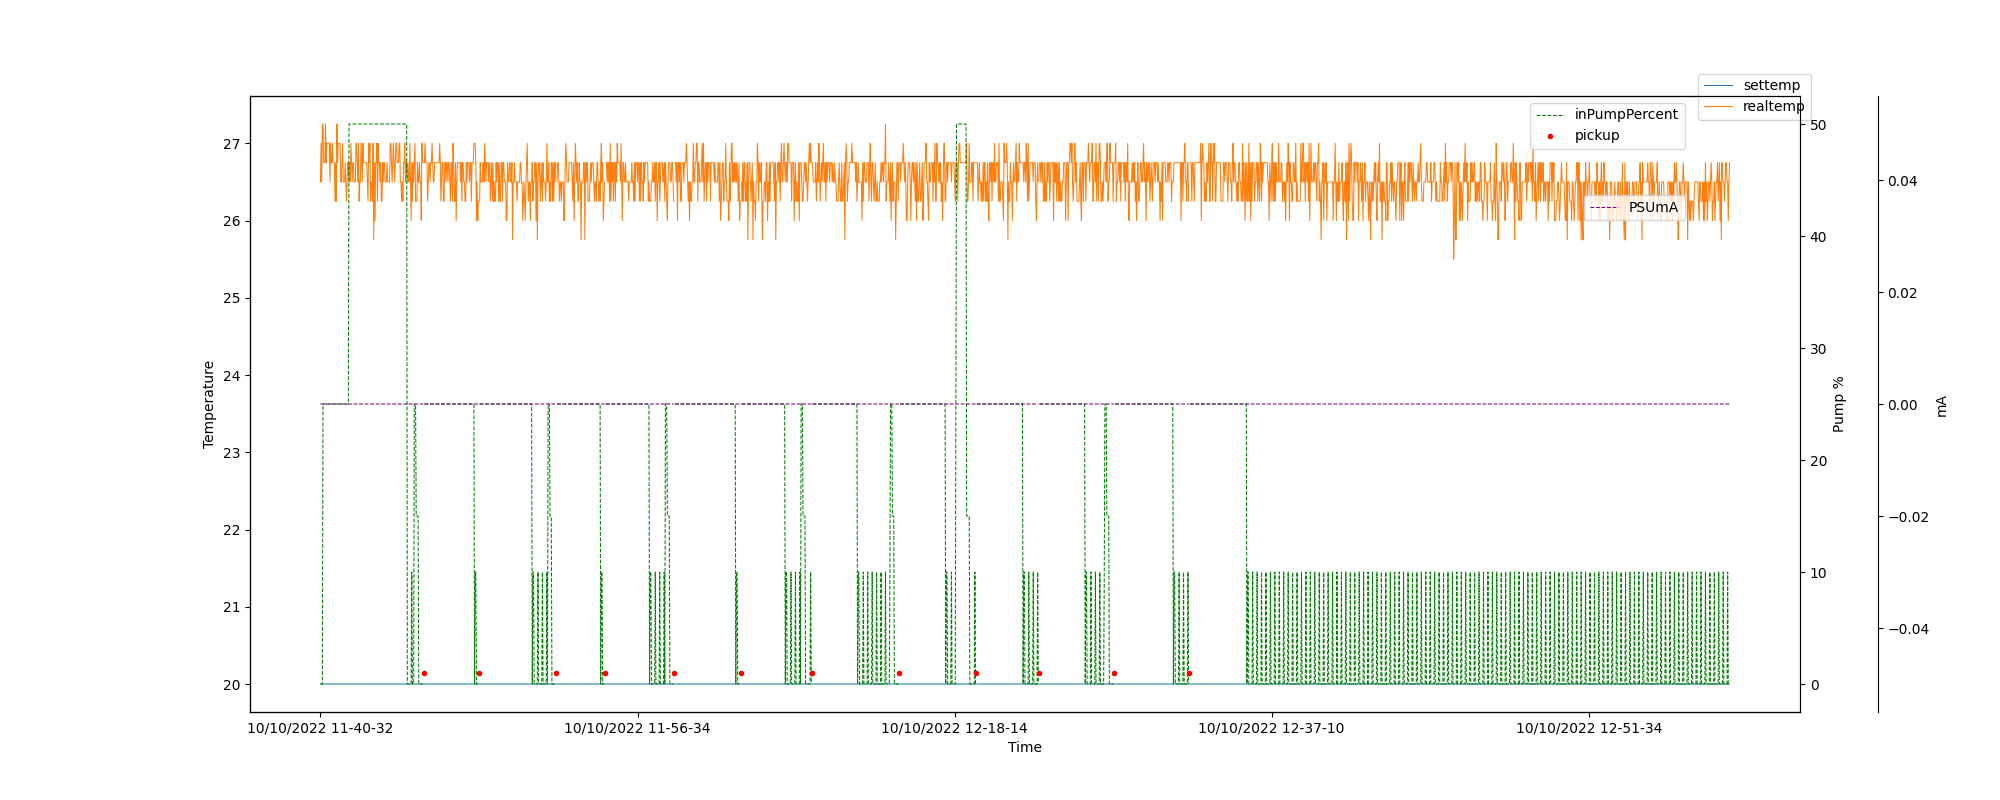 settemp
realtemp
inPumpPercent
pickup
PSUmA
27
26
25
24
23
22
21
20
Temperature
50
40
30
20
10
0
Pump %
0.04
0.02
0.00
−0.02
−0.04
mA
10/10/2022 11-40-32
10/10/2022 11-56-34
10/10/2022 12-18-14
10/10/2022 12-37-10
10/10/2022 12-51-34
Time